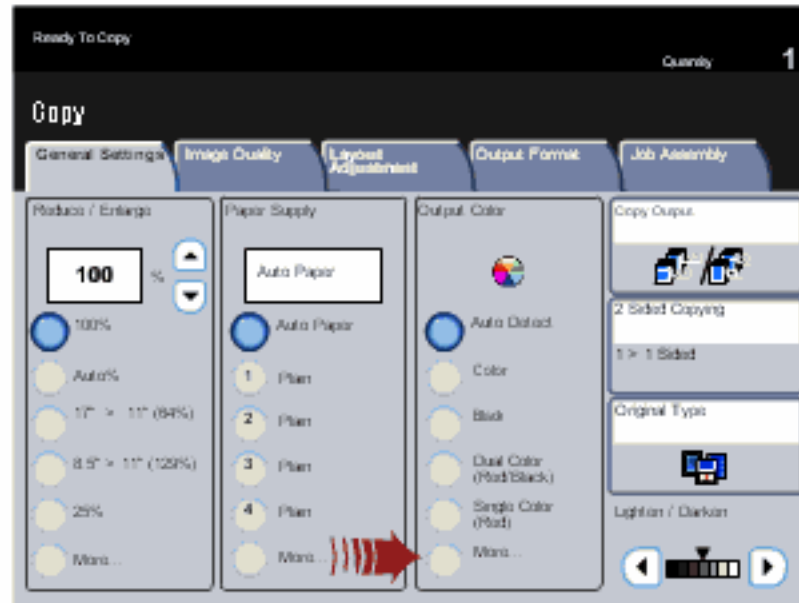 Ready To Copy
Quantity 1
Copy
General Settings
Image Quality
Layout
Adjustment
Output Format
Job Assembly
Reduce / Enlarge
100 %
100%
Auto%
17" > 11" (64%)
8.5" > 11" (129%)
25%
More...
Paper Supply
Auto Paper
Auto Paper
1 Plain
2 Plain
3 Plain
4 Plain
More...
Output Color
Auto Detect
Color
Black
Dual Color
(Red/Black)
Single Color
(Red)
More...
Copy Output
2 Sided Copying
1 > 1 Sided
Original Type
Lighten / Darken